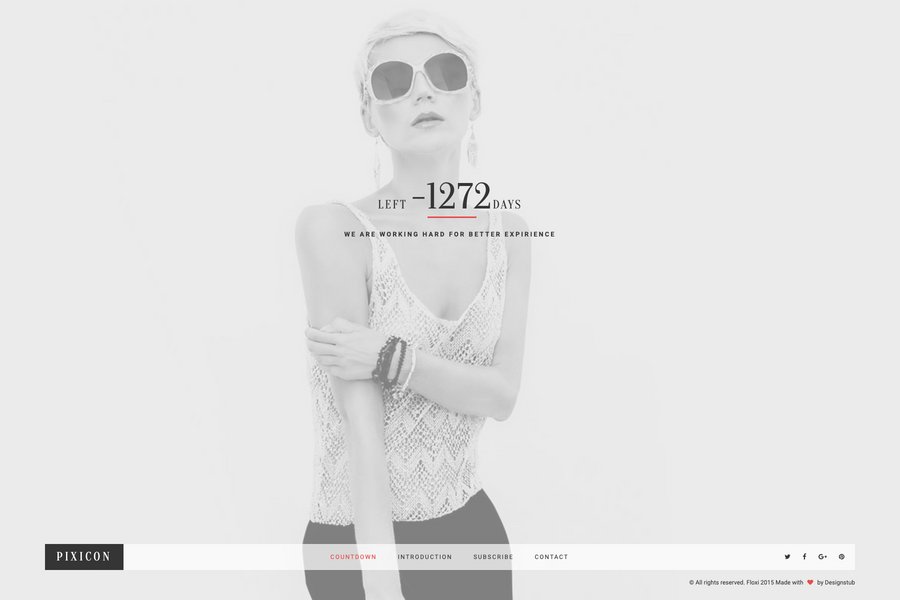 LEFT -1272 DAYS
WE ARE WORKING HARD FOR BETTER EXPIRIENCE
PIXICON
COUNTDOWN INTRODUCTION SUBSCRIBE CONTACT
© All rights reserved. Floxi 2015 Made with ❤ by Designstub